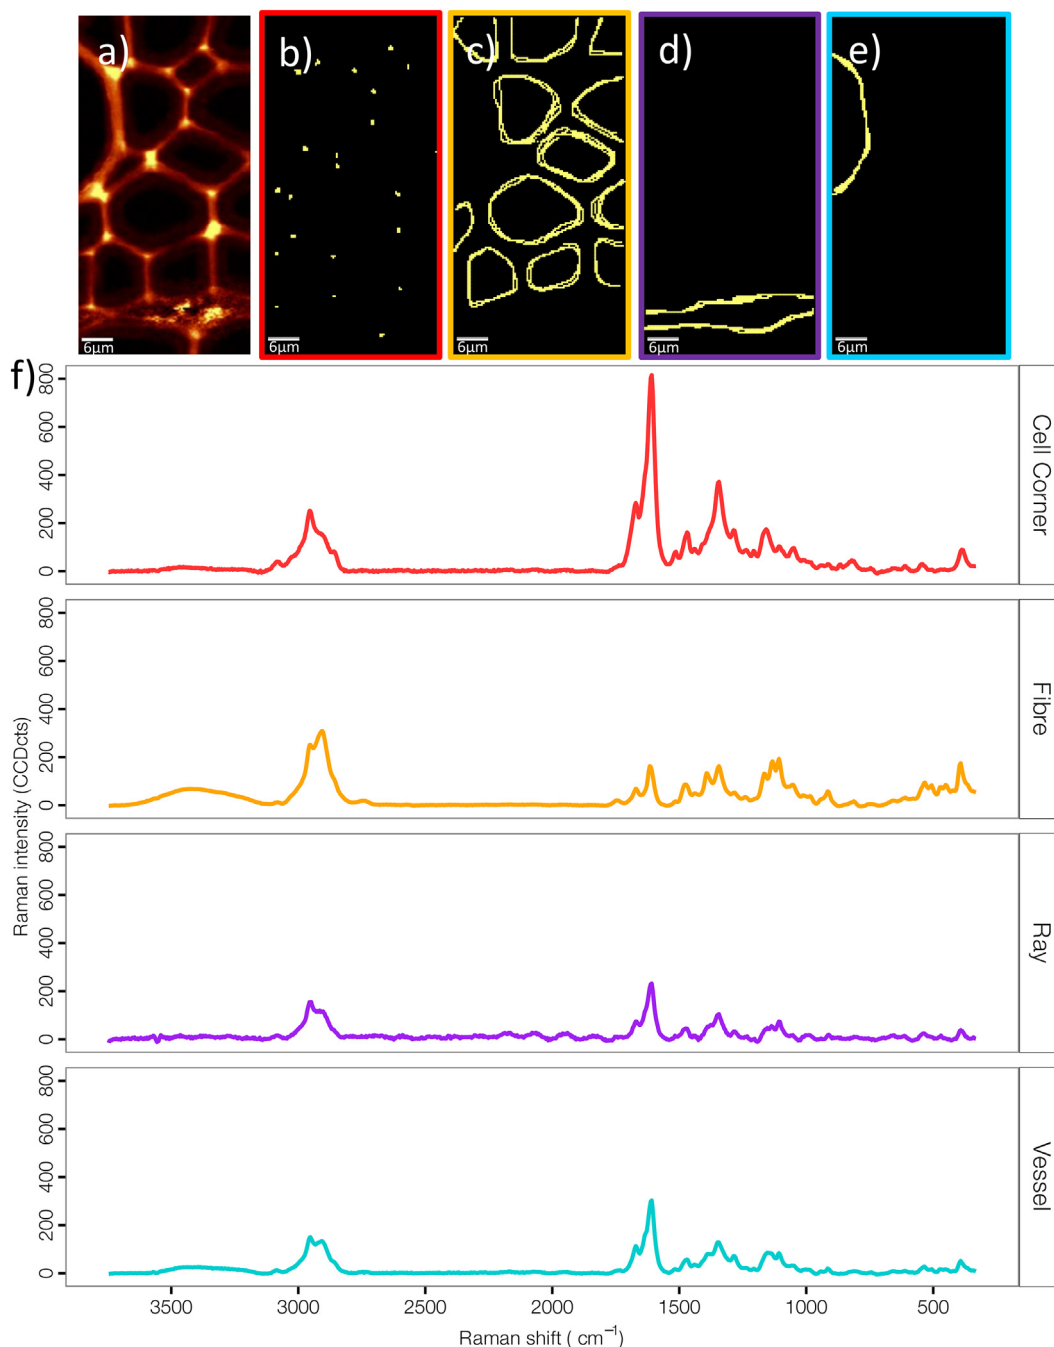 a) b) c) d) e)
6µm 6µm 6µm 6µm 6µm
f)
Raman intensity (CCDcts)
800
600
400
200
0
Cell Corner
800
600
400
200
0
Fibre
800
600
400
200
0
Ray
800
600
400
200
0
Vessel
3500 3000 2500 2000 1500 1000 500
Raman shift ( cm⁻¹)